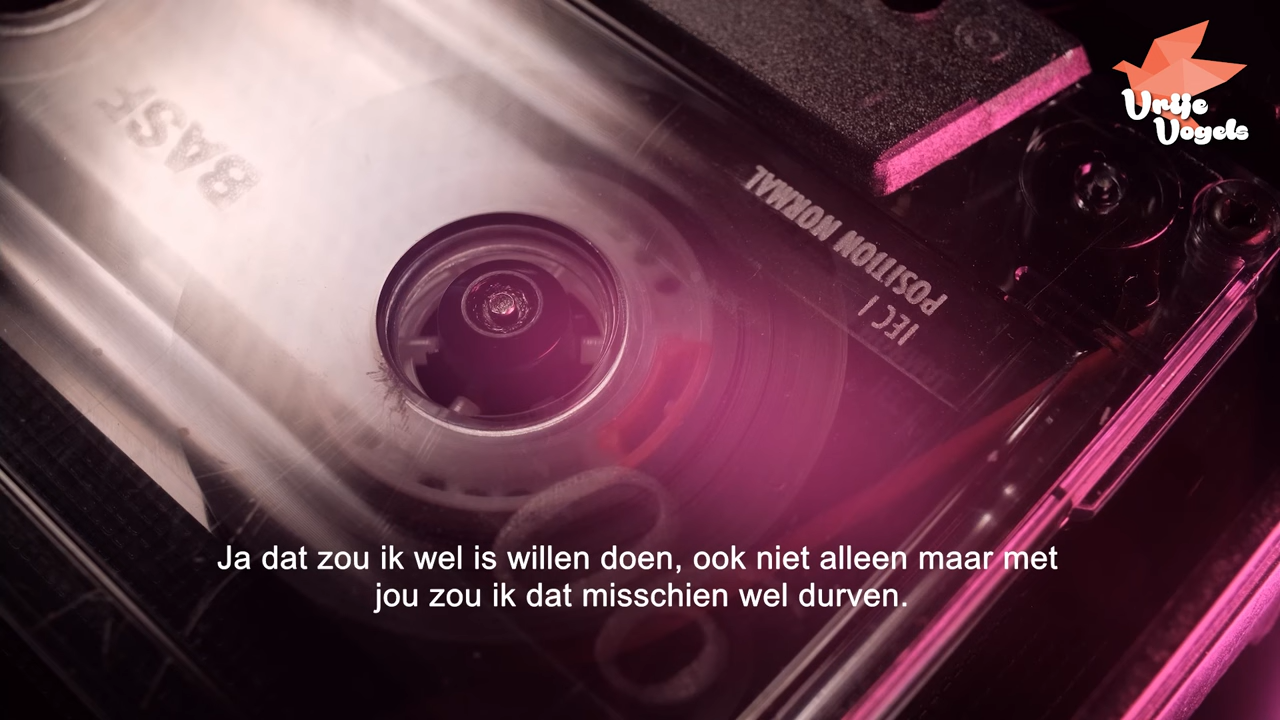 Vrije
Vogels
BASF
POSITION NORMAL
IEC I
Ja dat zou ik wel is willen doen, ook niet alleen maar met
jou zou ik dat misschien wel durven.